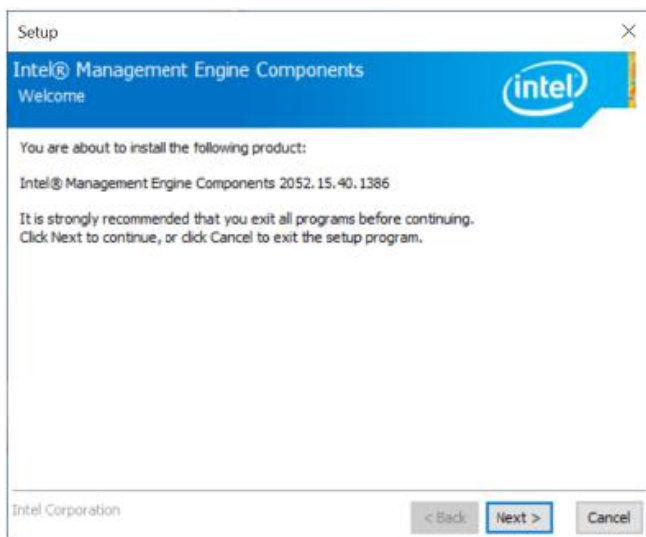 Setup
Intel® Management Engine Components
Welcome
intel
You are about to install the following product:
Intel® Management Engine Components 2052.15.40.1386
It is strongly recommended that you exit all programs before continuing.
Click Next to continue, or click Cancel to exit the setup program.
Intel Corporation
< Back Next > Cancel